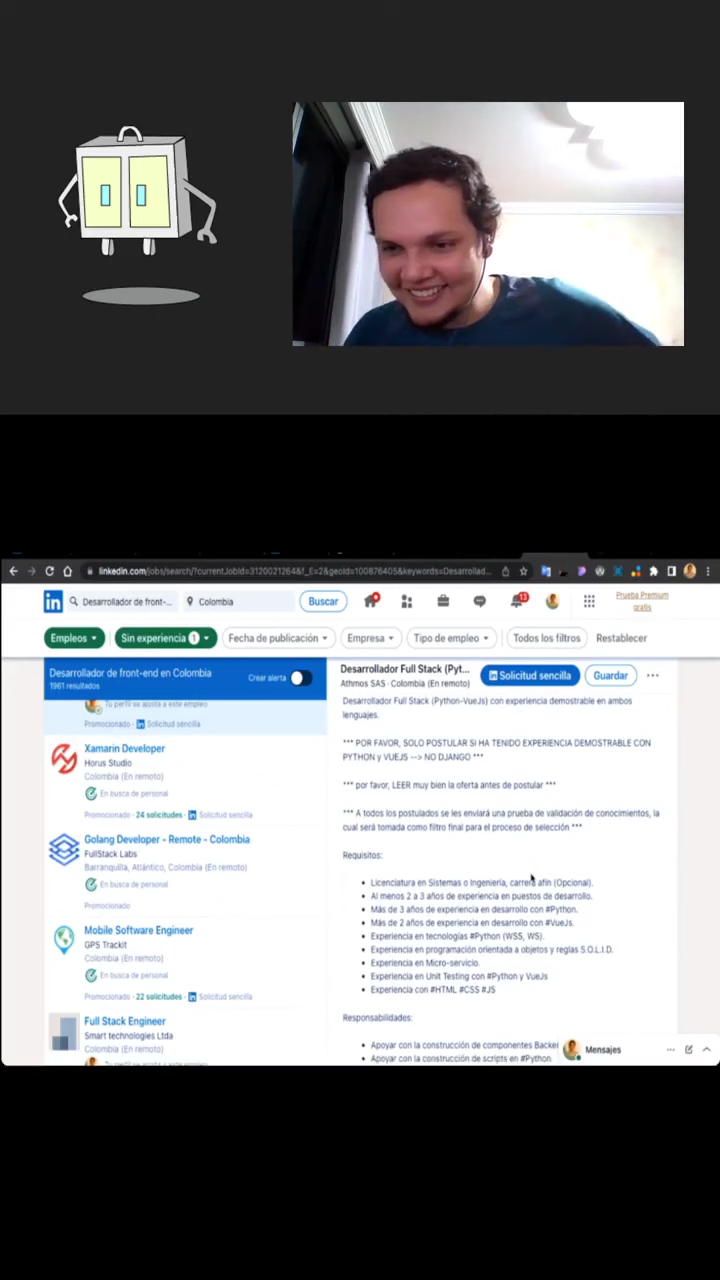 linkedin.com/jobs/search/?currentJobId=3120021264&f_E=2&geoId=100876405&keywords=Desarrollad...
in
Desarrollador de front-...
Colombia
Buscar
13
Prueba Premium
gratis
Empleos
Sin experiencia 1
Fecha de publicación
Empresa
Tipo de empleo
Todos los filtros
Restablecer
Desarrollador de front-end en Colombia
1961 resultados
Crear alerta
Tu perfil se ajusta a este empleo
Promocionado · in Solicitud sencilla
Xamarin Developer
Horus Studio
Colombia (En remoto)
En busca de personal
Promocionado · 24 solicitudes · in Solicitud sencilla
Golang Developer - Remote - Colombia
FullStack Labs
Barranquilla, Atlántico, Colombia (En remoto)
En busca de personal
Promocionado
Mobile Software Engineer
GPS Trackit
Colombia (En remoto)
En busca de personal
Promocionado · 22 solicitudes · in Solicitud sencilla
Full Stack Engineer
Smart technologies Ltda
Colombia (En remoto)
Tu perfil se ajusta a este empleo
Desarrollador Full Stack (Pyt...
Athmos SAS · Colombia (En remoto)
in Solicitud sencilla
Guardar
...
Desarrollador Full Stack (Python-VueJs) con experiencia demostrable en ambos
lenguajes.
*** POR FAVOR, SOLO POSTULAR SI HA TENIDO EXPERIENCIA DEMOSTRABLE CON
PYTHON y VUEJS --> NO DJANGO ***
*** por favor, LEER muy bien la oferta antes de postular ***
*** A todos los postulados se les enviará una prueba de validación de conocimientos, la
cual será tomada como filtro final para el proceso de selección ***
Requisitos:
• Licenciatura en Sistemas o Ingeniería, carrera afín (Opcional).
• Al menos 2 a 3 años de experiencia en puestos de desarrollo.
• Más de 3 años de experiencia en desarrollo con #Python.
• Más de 2 años de experiencia en desarrollo con #VueJs.
• Experiencia en tecnologías #Python (WSS, WS).
• Experiencia en programación orientada a objetos y reglas S.O.L.I.D.
• Experiencia en Micro-servicio.
• Experiencia en Unit Testing con #Python y VueJs
• Experiencia con #HTML #CSS #JS
Responsabilidades:
• Apoyar con la construcción de componentes Backen
• Apoyar con la construcción de scripts en #Python
Mensajes
...